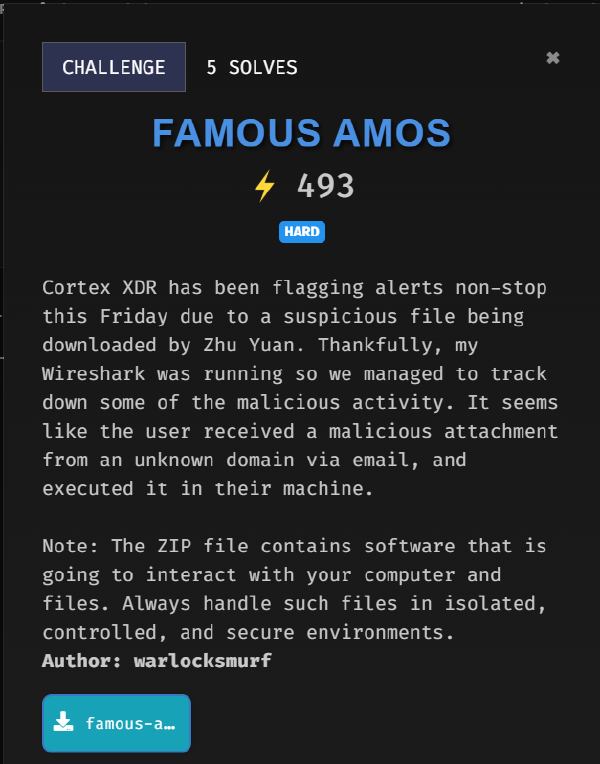 CHALLENGE 5 SOLVES ✖
FAMOUS AMOS
⚡ 493
HARD
Cortex XDR has been flagging alerts non-stop
this Friday due to a suspicious file being
downloaded by Zhu Yuan. Thankfully, my
Wireshark was running so we managed to track
down some of the malicious activity. It seems
like the user received a malicious attachment
from an unknown domain via email, and
executed it in their machine.
Note: The ZIP file contains software that is
going to interact with your computer and
files. Always handle such files in isolated,
controlled, and secure environments.
Author: warlocksmurf
famous-a…